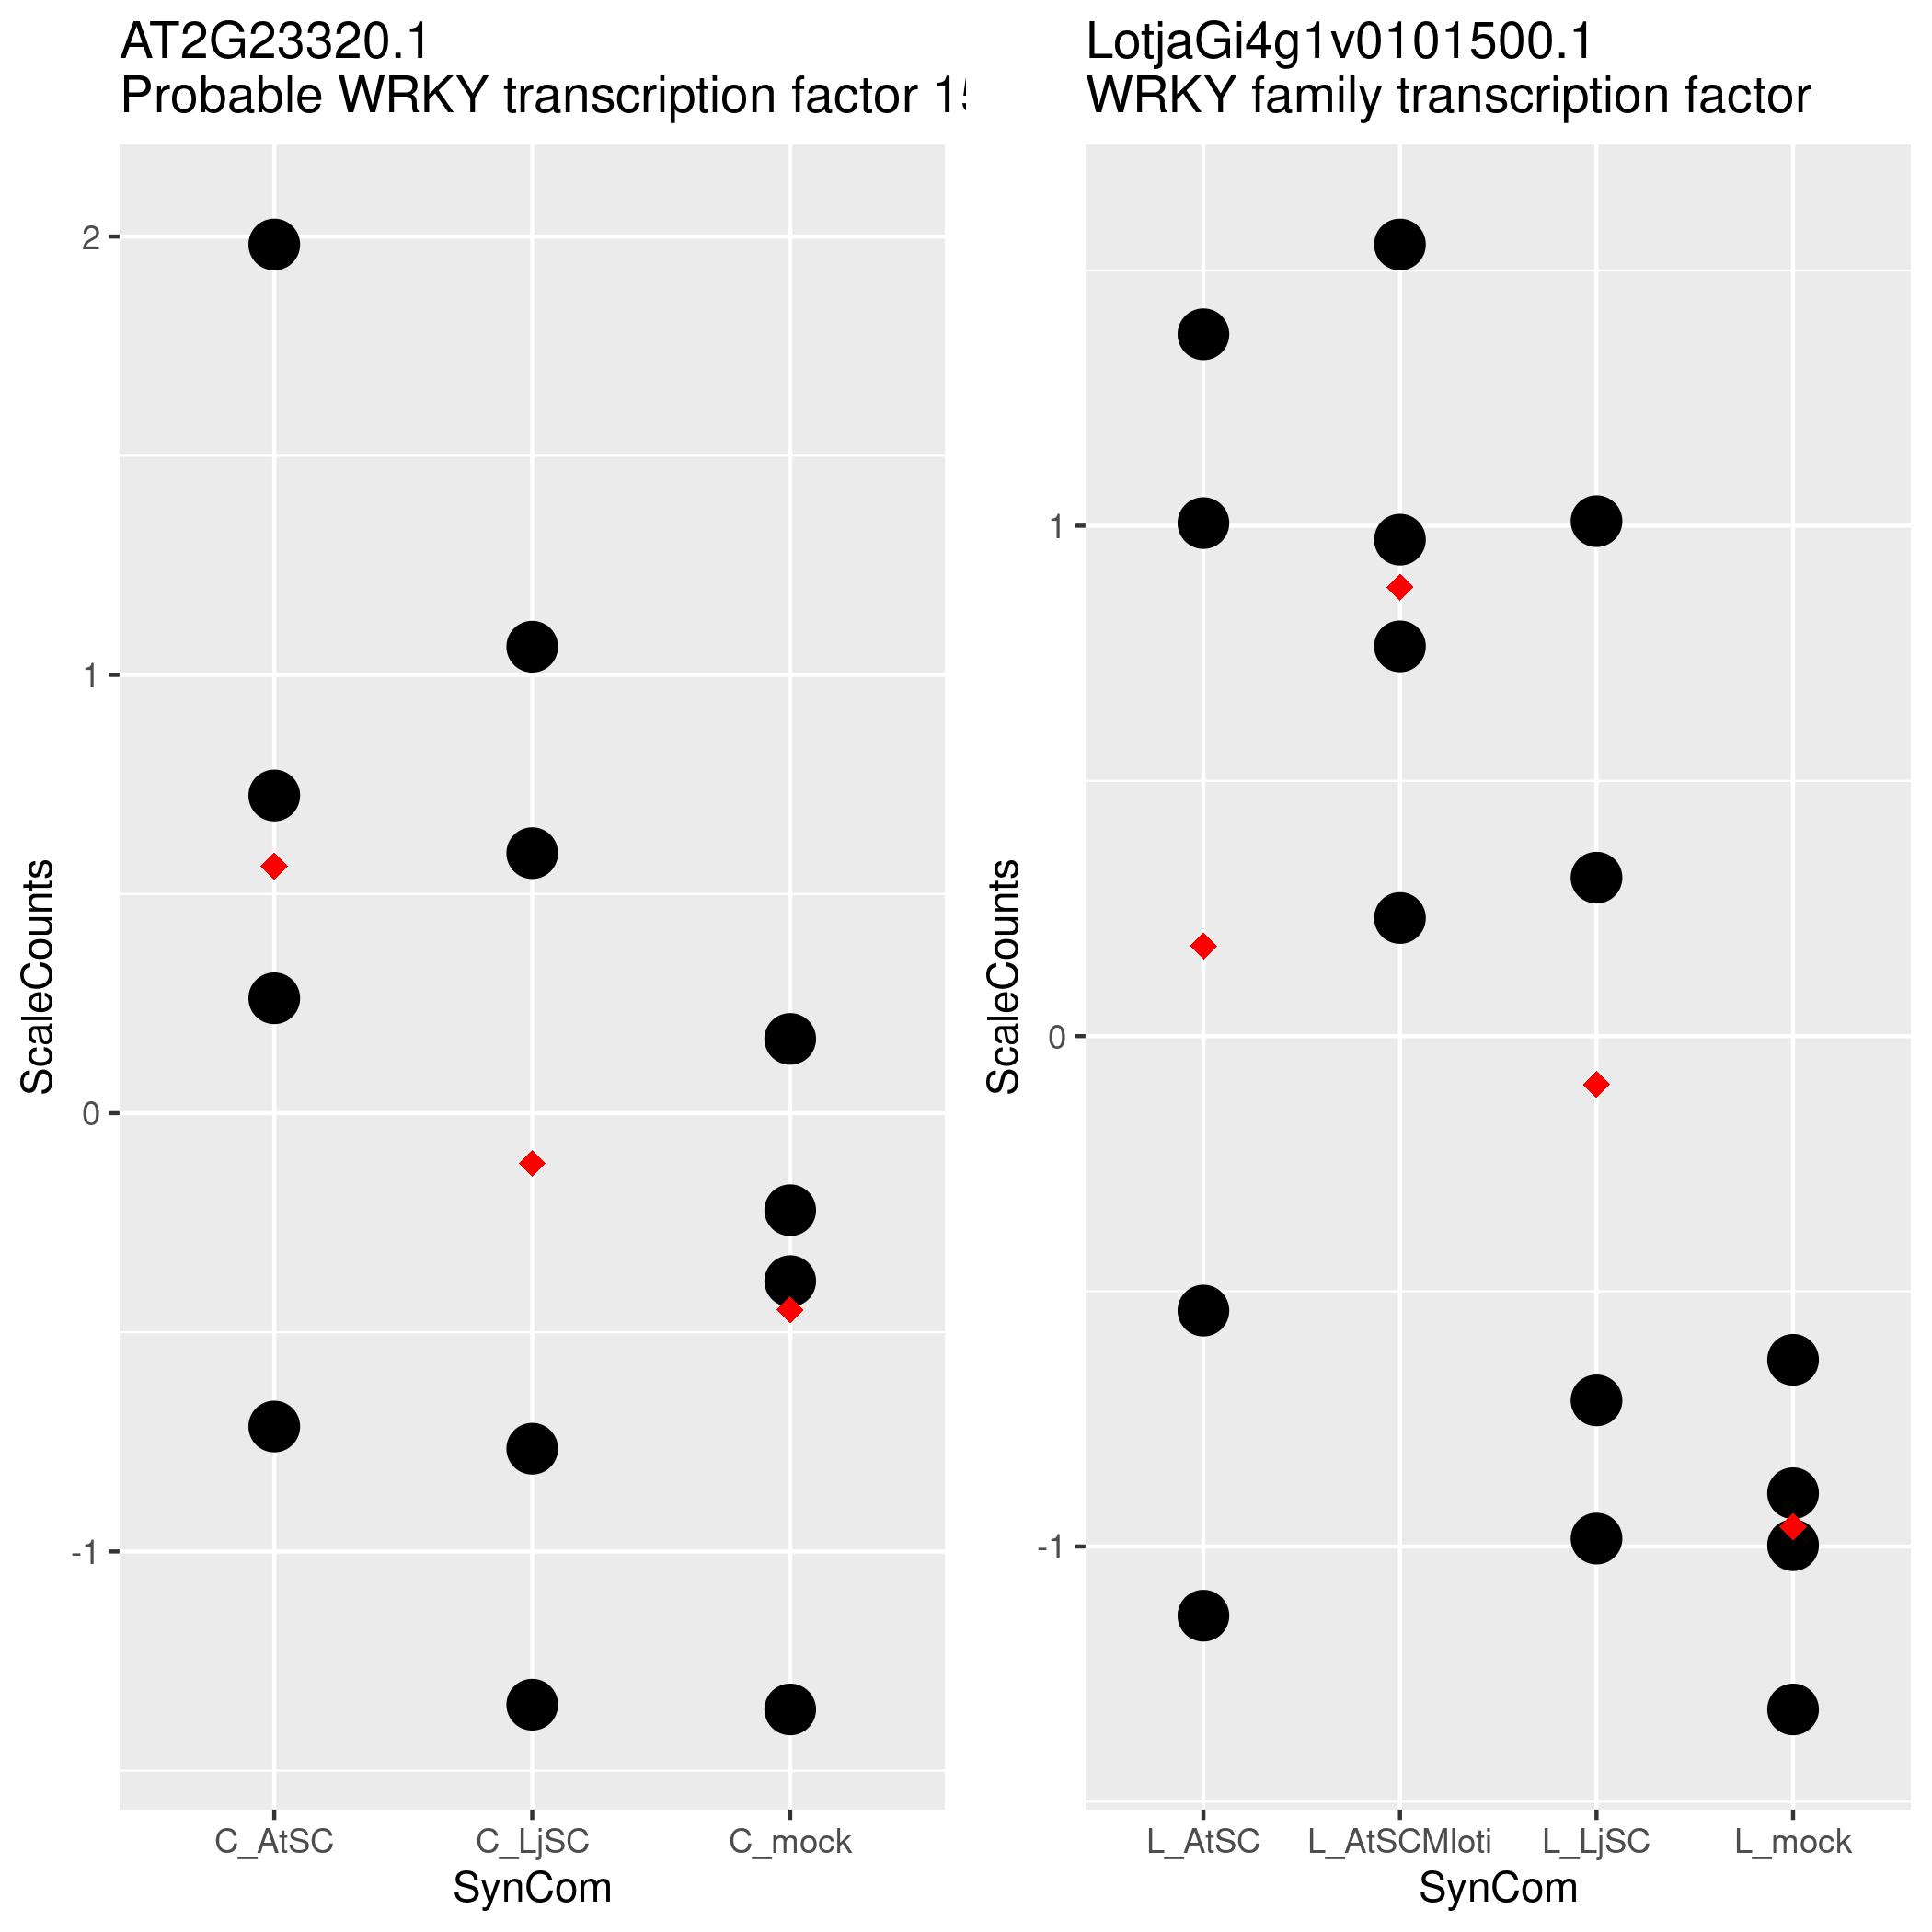 AT2G23320.1
Probable WRKY transcription factor
ScaleCounts
2
1
0
-1
C_AtSC C_LjSC C_mock
SynCom
LotjaGi4g1v0101500.1
WRKY family transcription factor
ScaleCounts
1
0
-1
L_AtSC L_AtSCMloti L_LjSC L_mock
SynCom